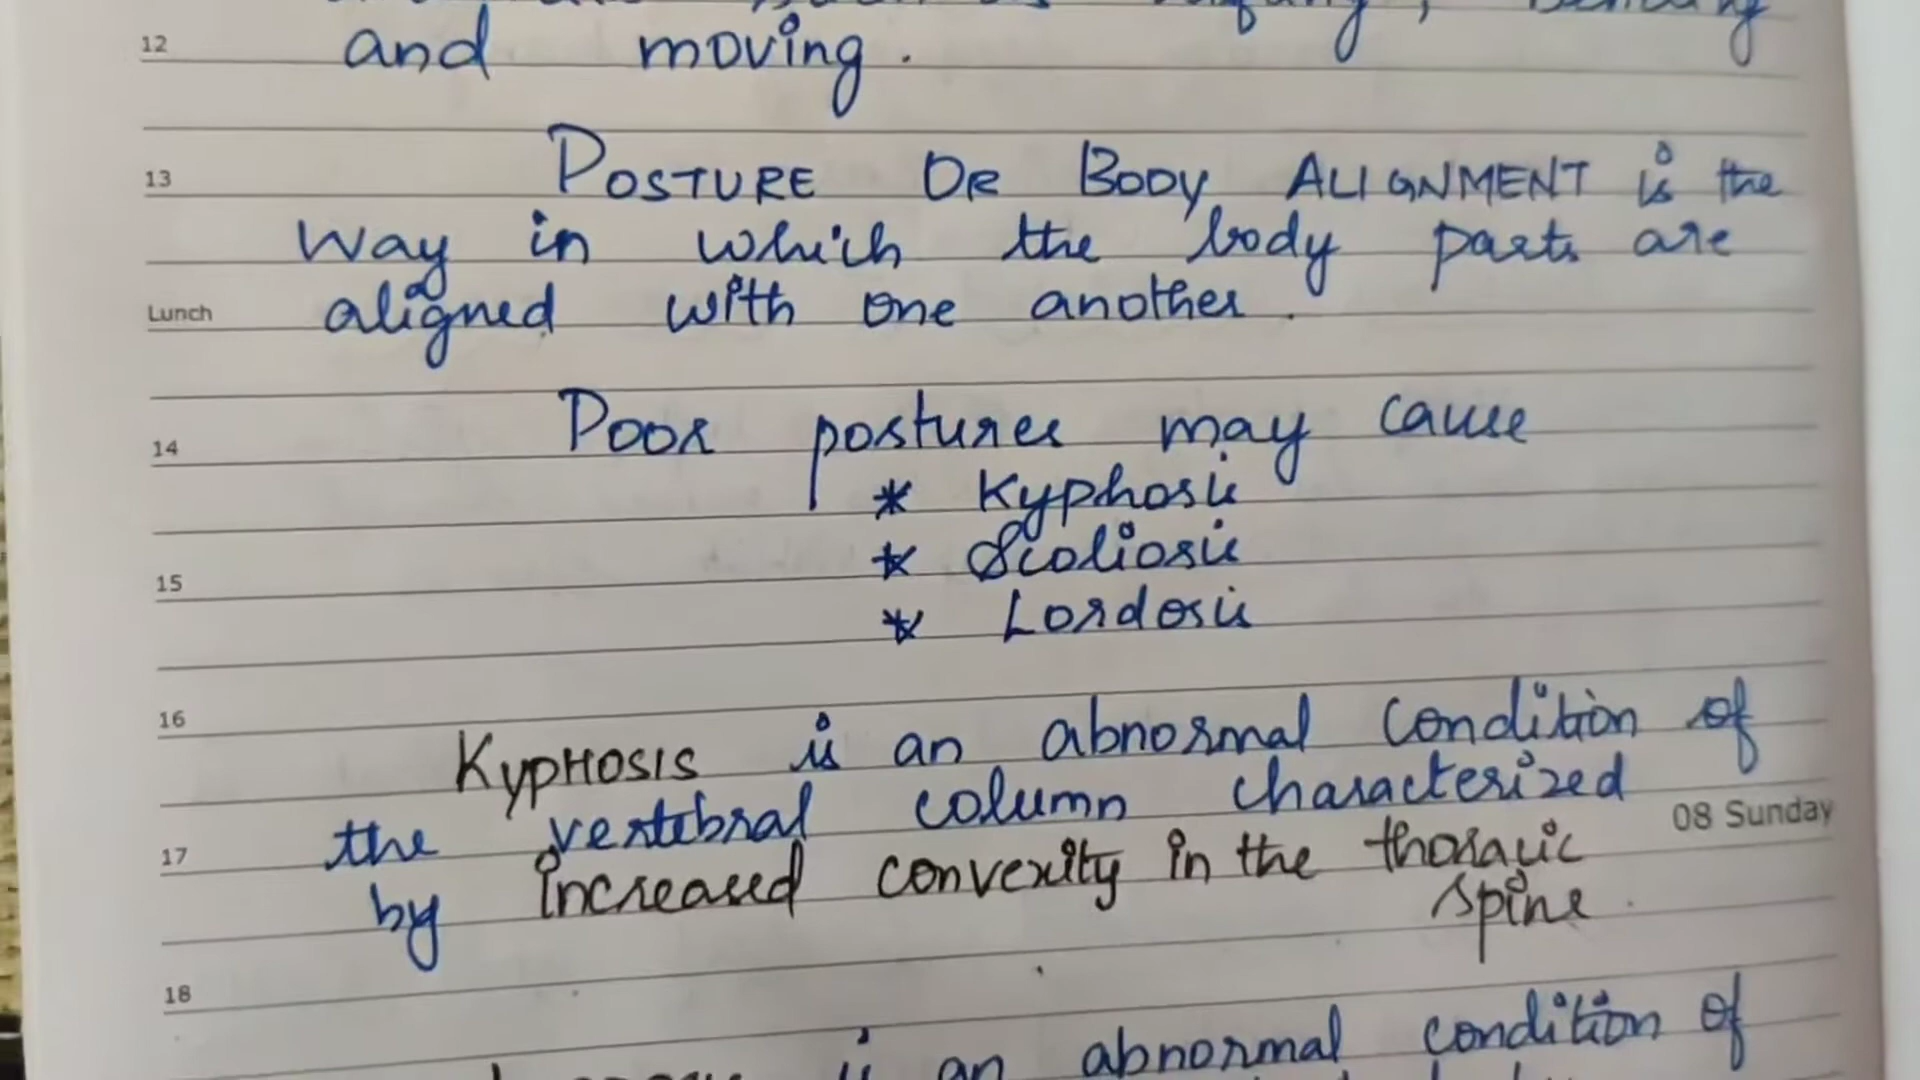 12 and moving.
13 POSTURE OR BODY ALIGNMENT is the
way in which the body parts are
Lunch aligned with one another.
14 Poor postures may cause
* Kyphosis
15 * Scoliosis
* Lordosis
16 KYPHOSIS is an abnormal condition of
the vertebral column characterized
08 Sunday
17 by increased convexity in the thoracic
spine.
18
is an abnormal condition of